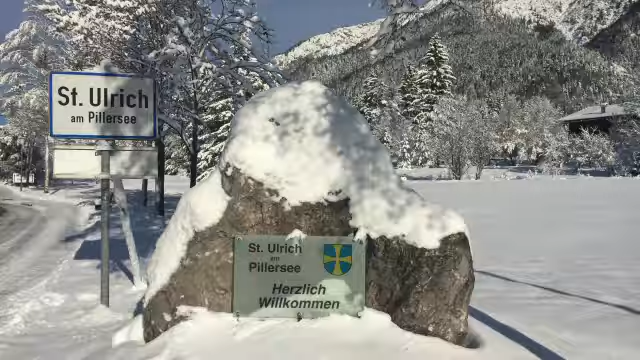 St. Ulrich
am Pillersee
St. Ulrich
am
Pillersee
Herzlich
Willkommen